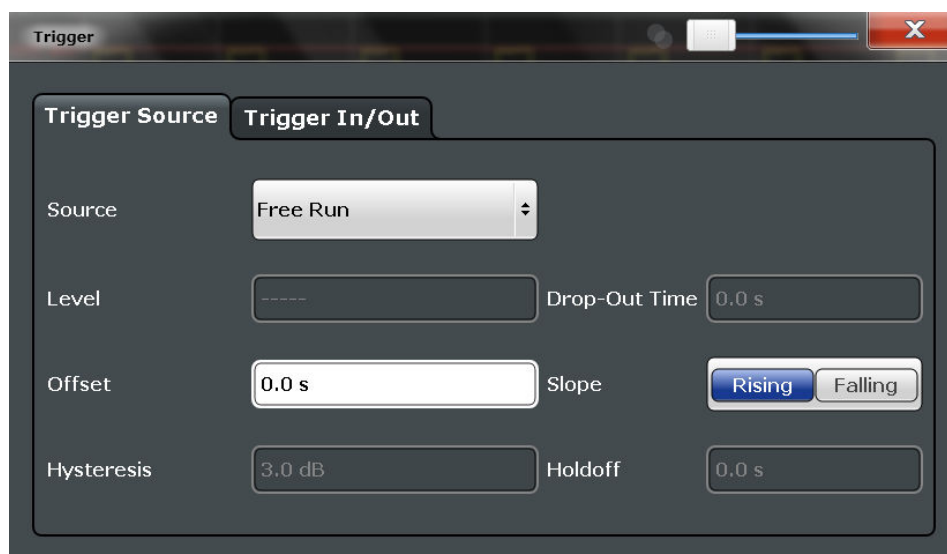 Trigger
X
Trigger Source Trigger In/Out
Source Free Run
Level ----- Drop-Out Time 0.0 s
Offset 0.0 s Slope Rising Falling
Hysteresis 3.0 dB Holdoff 0.0 s